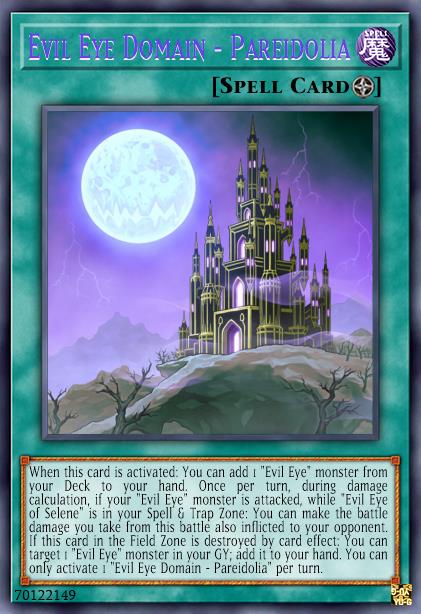 Evil Eye Domain - Pareidolia
SPELL
魔
[Spell Card]
When this card is activated: You can add 1 "Evil Eye" monster from
your Deck to your hand. Once per turn, during damage
calculation, if your "Evil Eye" monster is attacked, while "Evil Eye
of Selene" is in your Spell & Trap Zone: You can make the battle
damage you take from this battle also inflicted to your opponent.
If this card in the Field Zone is destroyed by card effect: You can
target 1 "Evil Eye" monster in your GY; add it to your hand. You can
only activate 1 "Evil Eye Domain - Pareidolia" per turn.
70122149